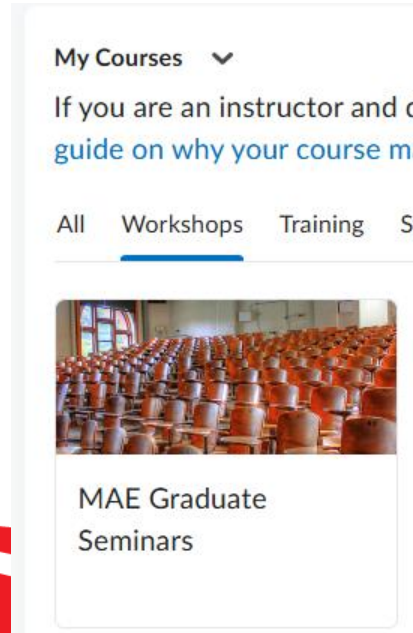 My Courses
If you are an instructor and
guide on why your course
All Workshops Training
MAE Graduate
Seminars